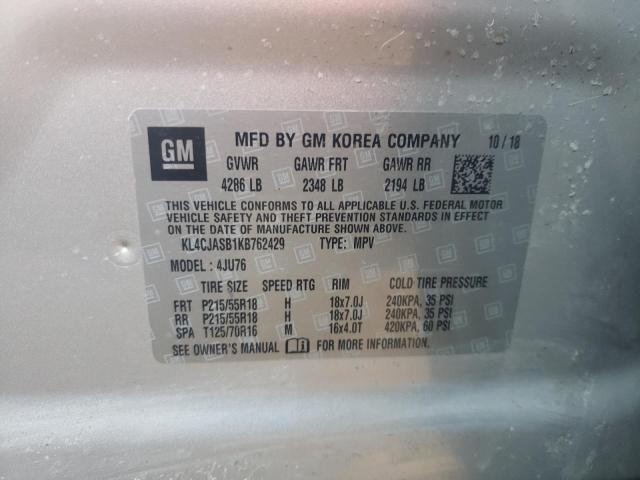 GM MFD BY GM KOREA COMPANY 10 / 18
GVWR GAWR FRT GAWR RR
4286 LB 2348 LB 2194 LB
THIS VEHICLE CONFORMS TO ALL APPLICABLE U.S. FEDERAL MOTOR
VEHICLE SAFETY AND THEFT PREVENTION STANDARDS IN EFFECT ON
THE DATE OF MANUFACTURE SHOWN ABOVE.
KL4CJASB1KB762429 TYPE: MPV
MODEL : 4JU76
TIRE SIZE SPEED RTG RIM COLD TIRE PRESSURE
FRT P215/55R18 H 18x7.0J 240KPA, 35 PSI
RR P215/55R18 H 18x7.0J 240KPA, 35 PSI
SPA T125/70R16 M 16x4.0T 420KPA, 60 PSI
SEE OWNER'S MANUAL FOR MORE INFORMATION.